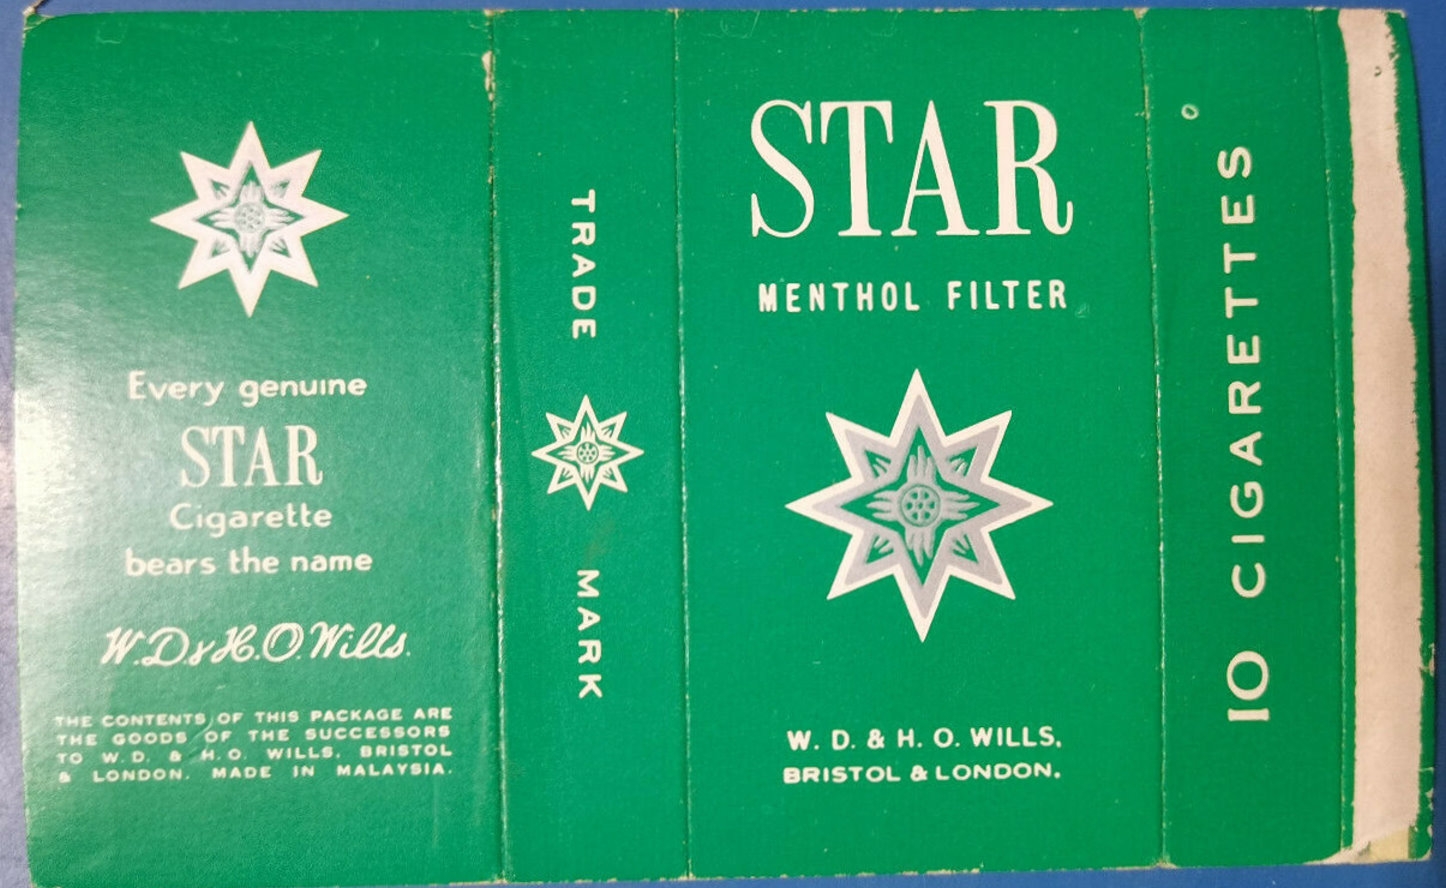 Every genuine
STAR
Cigarette
bears the name
W.D. & H.O. Wills.
THE CONTENTS OF THIS PACKAGE ARE
THE GOODS OF THE SUCCESSORS
TO W. D. & H. O. WILLS, BRISTOL
& LONDON. MADE IN MALAYSIA.
TRADE
MARK
STAR
MENTHOL FILTER
W. D. & H. O. WILLS,
BRISTOL & LONDON.
10 CIGARETTES